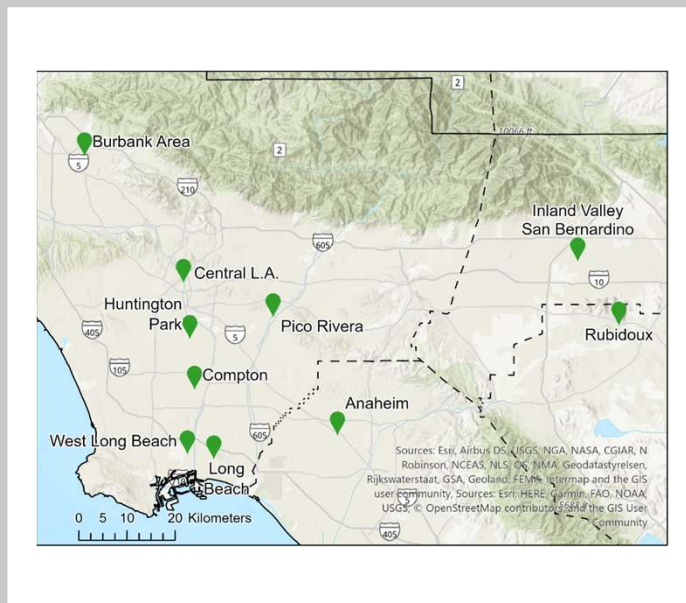 2
10066 ft
Burbank Area
5
2
210
Inland Valley
San Bernardino
605
Central L.A.
10
Huntington
Park
Pico Rivera
405
5
Rubidoux
105
Compton
Anaheim
West Long Beach
605
Long
Beach
Sources: Esri, Airbus DS, USGS, NGA, NASA, CGIAR, N
Robinson, NCEAS, NLS, OS, NMA, Geodatastyrelsen,
Rijkswaterstaat, GSA, Geoland, FEMA, Intermap and the GIS
user community, Sources: Esri, HERE, Garmin, FAO, NOAA,
USGS, © OpenStreetMap contributors, and the GIS User
Community
5
0 5 10 20 Kilometers
405